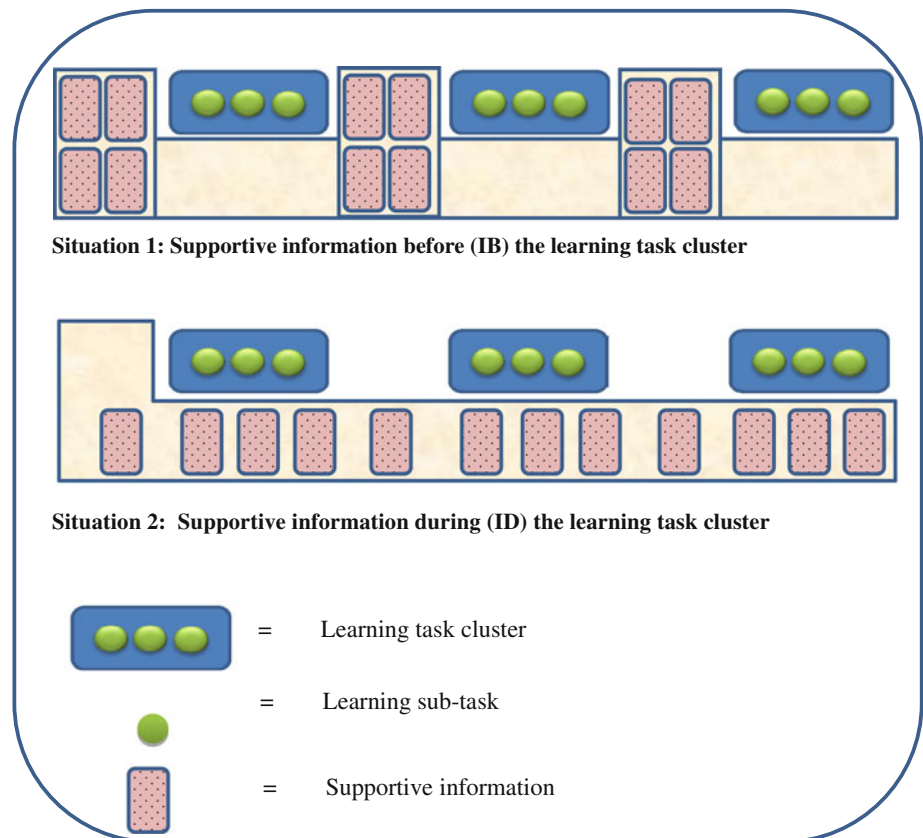 Situation 1: Supportive information before (IB) the learning task cluster
Situation 2: Supportive information during (ID) the learning task cluster
= Learning task cluster
= Learning sub-task
= Supportive information